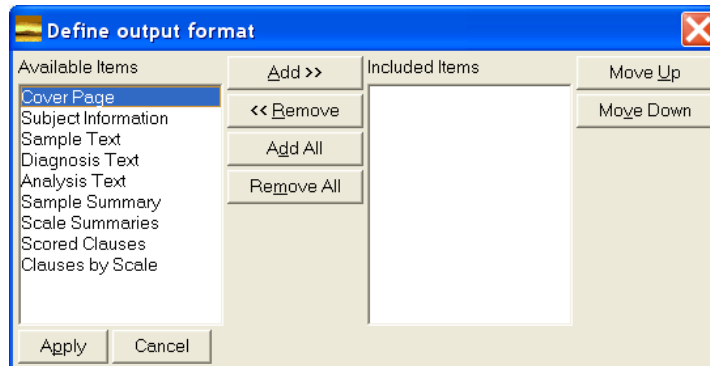 Define output format
Available Items
Cover Page
Subject Information
Sample Text
Diagnosis Text
Analysis Text
Sample Summary
Scale Summaries
Scored Clauses
Clauses by Scale
Add >>
<< Remove
Add All
Remove All
Included Items
Move Up
Move Down
Apply
Cancel